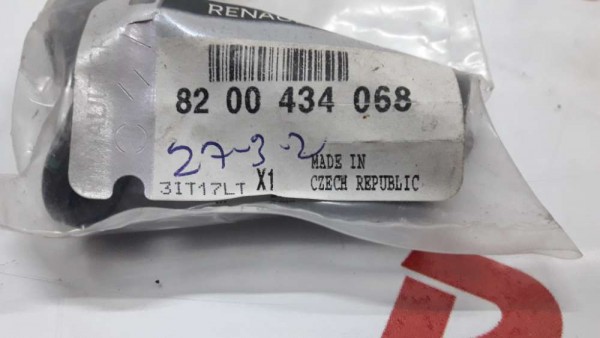 RENAU
82 00 434 068
27-3-2
MADE IN
3IT17LT X1 CZECH REPUBLIC